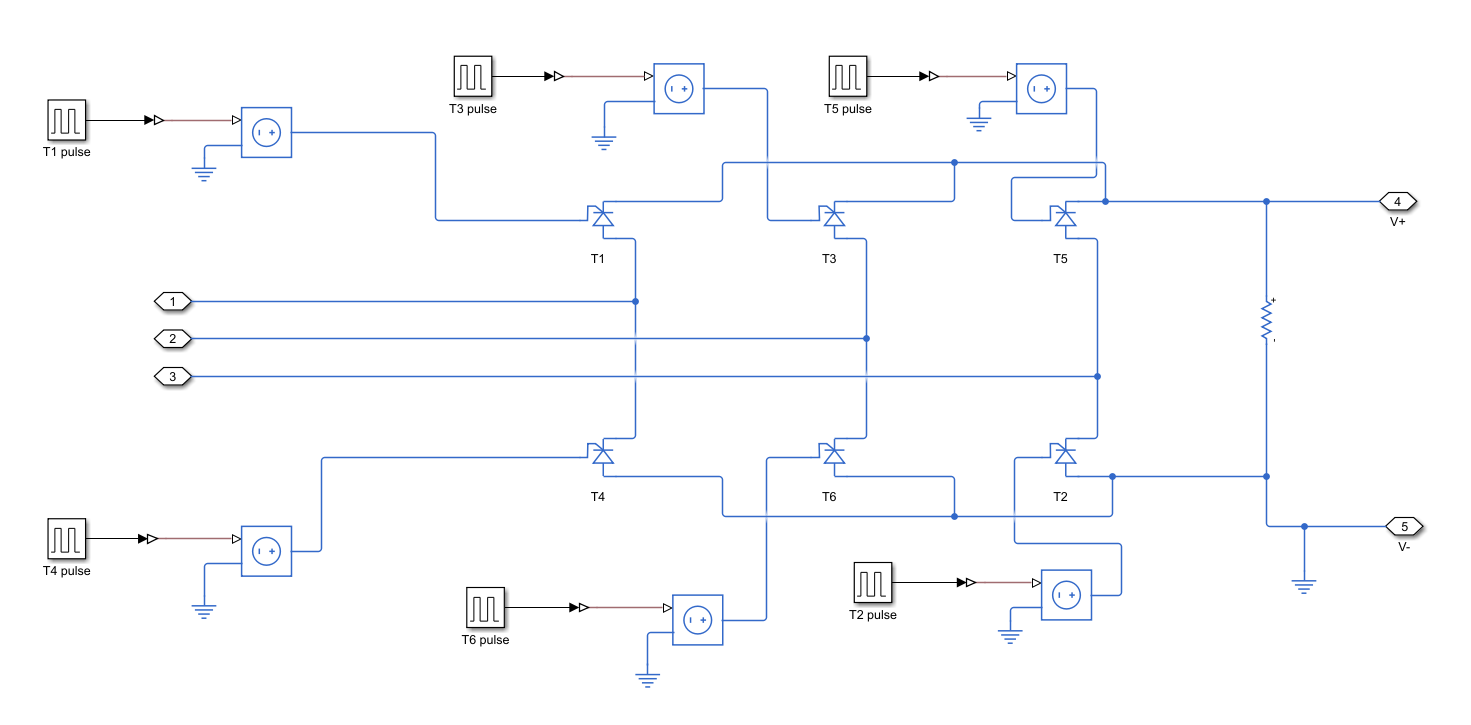 T3 pulse
T5 pulse
T1 pulse
4
V+
T1
T3
T5
1
2
3
+
-
T4
T6
T2
5
V-
T4 pulse
T6 pulse
T2 pulse